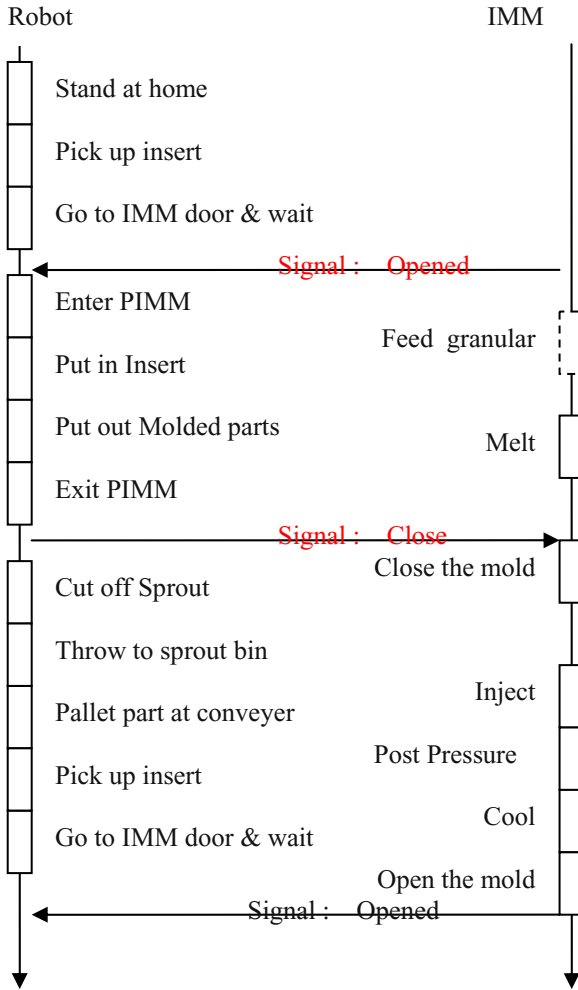 Robot IMM
Stand at home
Pick up insert
Go to IMM door & wait
Signal : Opened
Enter PIMM
Feed granular
Put in Insert
Put out Molded parts
Melt
Exit PIMM
Signal : Close
Close the mold
Cut off Sprout
Throw to sprout bin
Inject
Pallet part at conveyer
Post Pressure
Pick up insert
Cool
Go to IMM door & wait
Open the mold
Signal : Opened